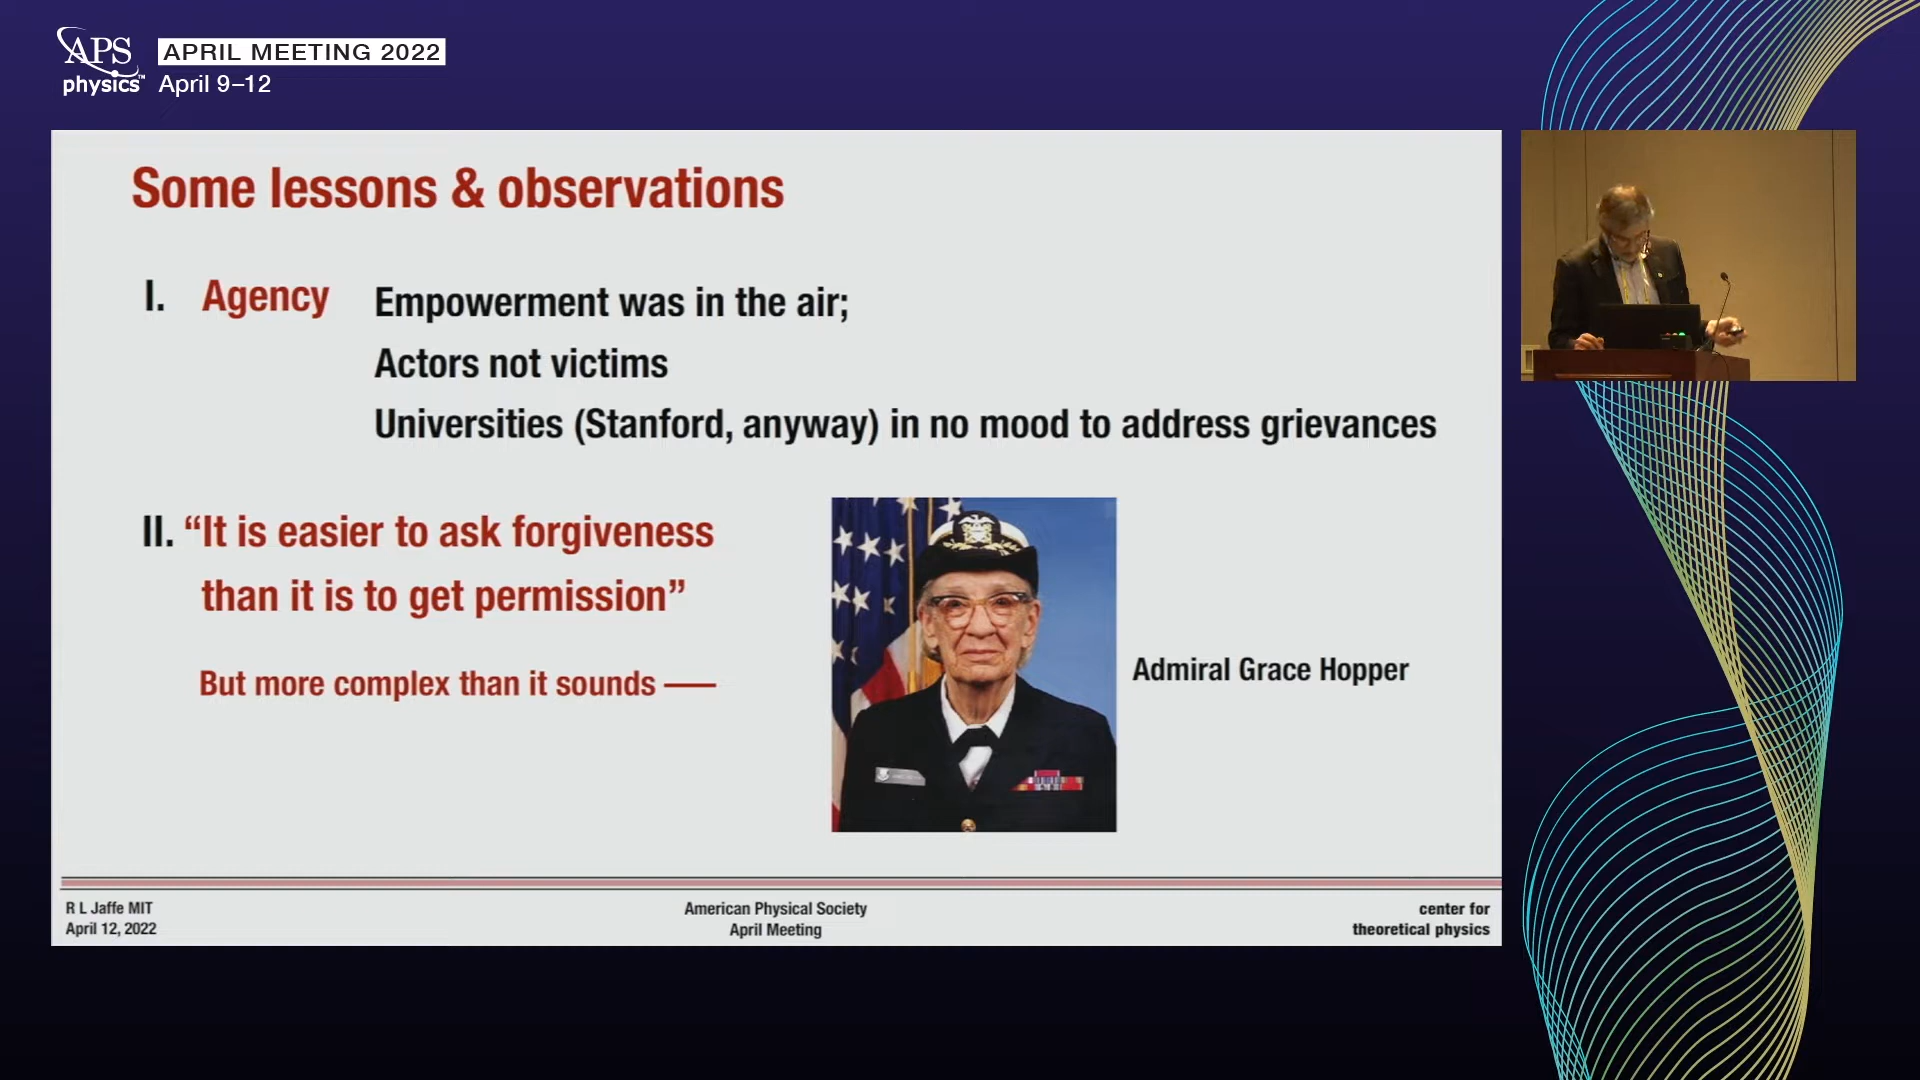 APS
physics™
APRIL MEETING 2022
April 9–12
Some lessons & observations
I. Agency
Empowerment was in the air;
Actors not victims
Universities (Stanford, anyway) in no mood to address grievances
II. “It is easier to ask forgiveness
than it is to get permission”
But more complex than it sounds —
Admiral Grace Hopper
R L Jaffe MIT
April 12, 2022
American Physical Society
April Meeting
center for
theoretical physics